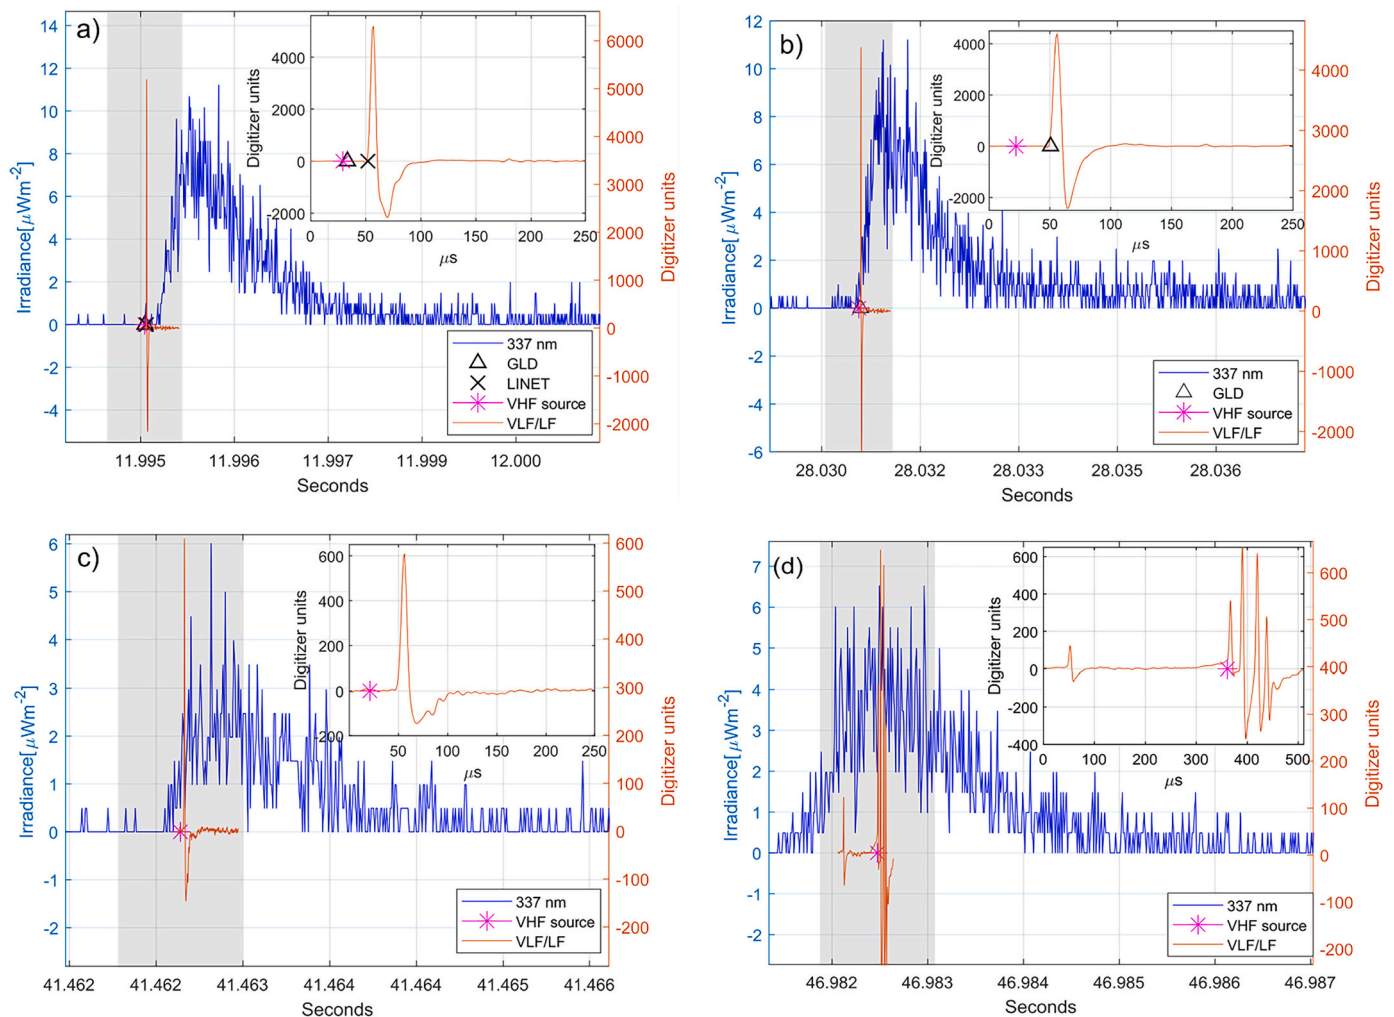 a)
14
12
10
8
6
4
2
0
-2
-4
Irradiance[μWm-2]
6000
5000
4000
3000
2000
1000
0
-1000
-2000
Digitizer units
4000
2000
0
-2000
Digitizer units
0 50 100 150 200 250
μs
337 nm
GLD
LINET
VHF source
VLF/LF
11.995 11.996 11.997 11.999 12.000
Seconds
b)
12
10
8
6
4
2
0
-2
-4
-6
Irradiance[μWm-2]
4000
3000
2000
1000
0
-1000
-2000
Digitizer units
4000
2000
0
-2000
Digitizer units
0 50 100 150 200 250
μs
337 nm
GLD
VHF source
VLF/LF
28.030 28.032 28.033 28.035 28.036
Seconds
c)
6
5
4
3
2
1
0
-1
-2
Irradiance[μWm-2]
600
500
400
300
200
100
0
-100
-200
Digitizer units
600
400
200
0
-200
Digitizer units
50 100 150 200 250
μs
337 nm
VHF source
VLF/LF
41.462 41.462 41.463 41.464 41.464 41.465 41.466
Seconds
(d)
7
6
5
4
3
2
1
0
-1
-2
Irradiance[μWm-2]
600
500
400
300
200
100
0
-100
-200
Digitizer units
600
400
200
0
-200
-400
Digitizer units
0 100 200 300 400 500
μs
337 nm
VHF source
VLF/LF
46.982 46.983 46.984 46.985 46.986 46.987
Seconds